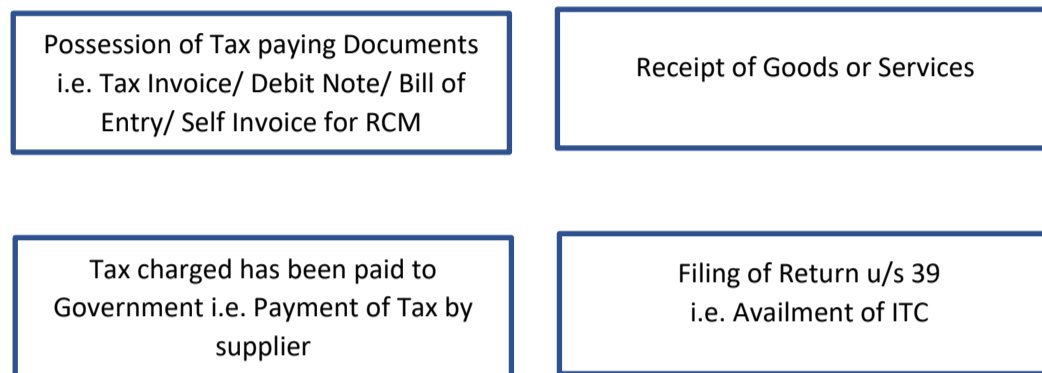 Possession of Tax paying Documents
i.e. Tax Invoice/ Debit Note/ Bill of
Entry/ Self Invoice for RCM
Receipt of Goods or Services
Tax charged has been paid to
Government i.e. Payment of Tax by
supplier
Filing of Return u/s 39
i.e. Availment of ITC